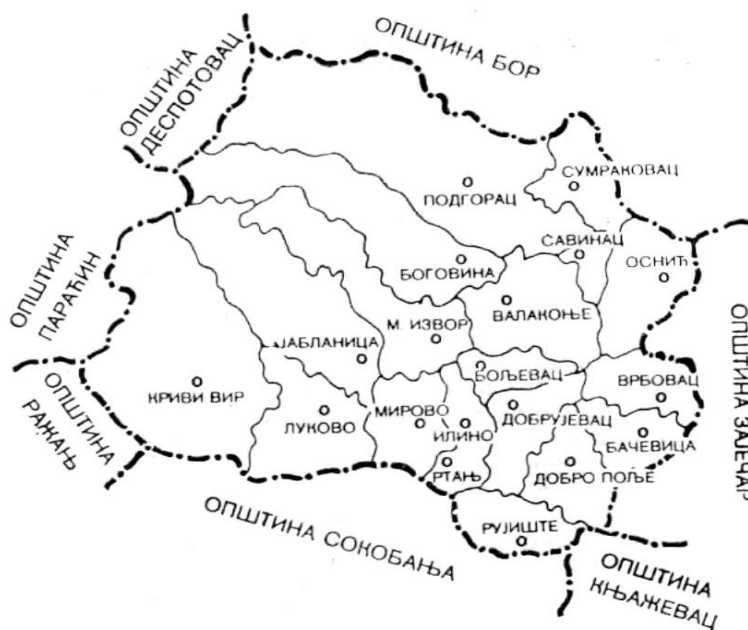 ОПШТИНА БОР
ОПШТИНА
ДЕСПОТОВАЦ
СУМРАКОВАЦ
ПОДГОРАЦ
САВИНАЦ
ОСНИЋ
БОГОВИНА
ОПШТИНА
ПАРАЋИН
ВАЛАКОЊЕ
М. ИЗВОР
ЈАБЛАНИЦА
БОЉЕВАЦ
ВРБОВАЦ
КРИВИ ВИР
ЛУКОВО
МИРОВО
ИЛИНО
ДОБРУЈЕВАЦ
БАЧЕВИЦА
ОПШТИНА ЗАЈЕЧАР
ОПШТИНА
РАЖАЊ
РТАЊ
ДОБРО ПОЉЕ
РУЈИШТЕ
ОПШТИНА СОКОБАЊА
ОПШТИНА
КЊАЖЕВАЦ